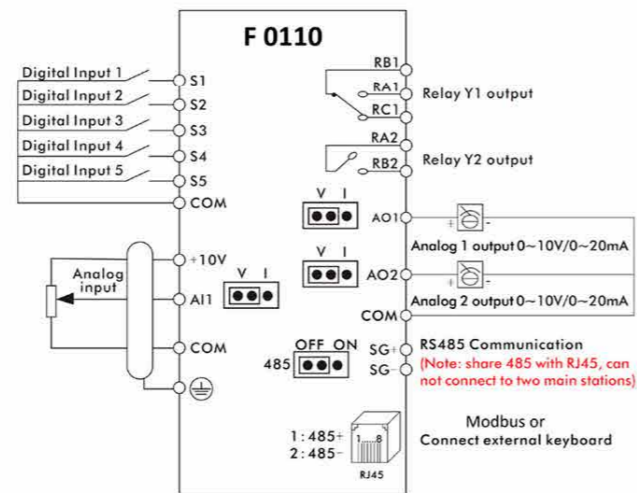 F 0110
Digital Input 1
S1
Digital Input 2
S2
Digital Input 3
S3
Digital Input 4
S4
Digital Input 5
S5
COM
+10V
Analog
input
AI1
V I
COM
RB1
RA1
RC1
Relay Y1 output
RA2
RB2
Relay Y2 output
V I
AO1
+ -
Analog 1 output 0~10V/0~20mA
V I
AO2
+ -
Analog 2 output 0~10V/0~20mA
COM
OFF ON
485
SG+
SG-
RS485 Communication
(Note: share 485 with RJ45, can
not connect to two main stations)
1:485+
2:485-
1 8
RJ45
Modbus or
Connect external keyboard